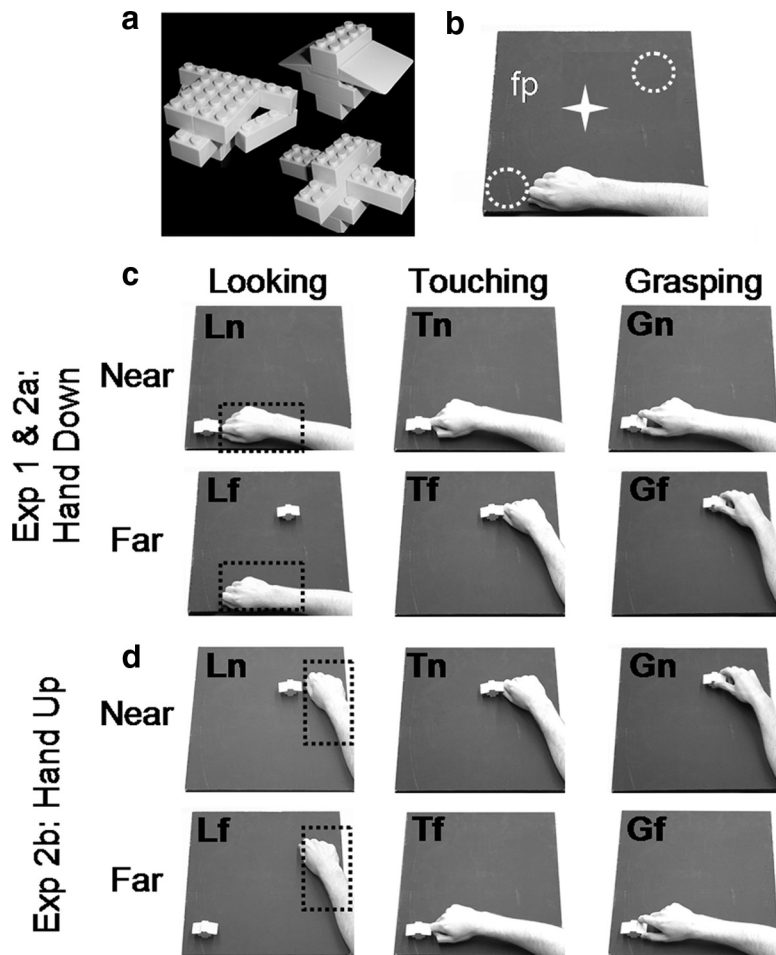 a
b
fp
c
Looking Touching Grasping
Exp 1 & 2a:
Hand Down
Near
Ln Tn Gn
Far
Lf Tf Gf
d
Exp 2b: Hand Up
Near
Ln Tn Gn
Far
Lf Tf Gf